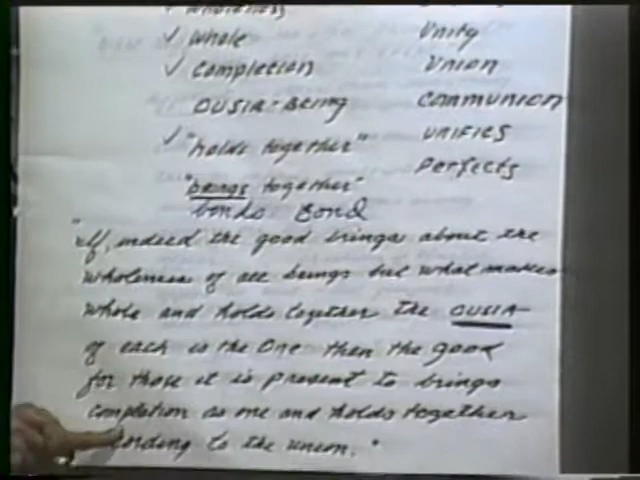 wholeness
✓ whole Unity
✓ completion Union
OUSIA-Being Communion
✓ "holds together" unifies
"brings together" perfects
bonds Bond
"If, indeed the good brings about the
wholeness of all beings but what makes
whole and holds together the OUSIA
of each is the One then the good
for those it is present to brings
completion as one and holds together
to the union."